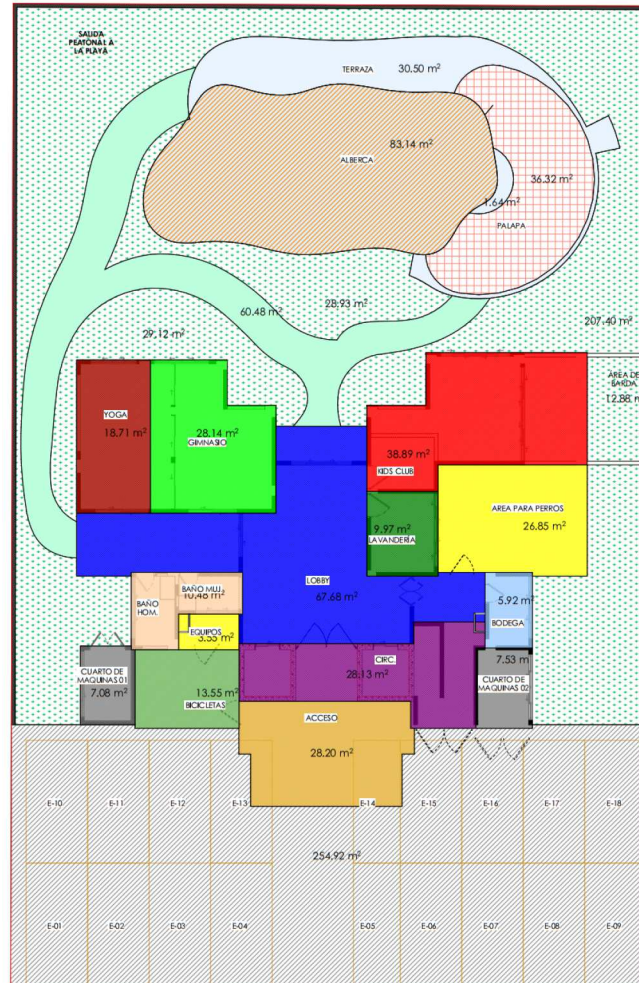 SALIDA
PEATONAL A
LA PLAYA
TERRAZA
30.50 m²
ALBERCA
83.14 m²
36.32 m²
1.64 m²
PALAPA
60.48 m²
28.93 m²
29.12 m²
207.40 m²
AREA DE
BARDA
12.88 m²
YOGA
18.71 m²
28.14 m²
GIMNASIO
38.89 m²
KIDS CLUB
AREA PARA PERROS
26.85 m²
9.97 m²
LAVANDERÍA
LOBBY
67.68 m²
BAÑO MUJ.
10.48 m²
BAÑO
HOM.
EQUIPOS
3.55 m²
5.92 m²
BODEGA
CUARTO DE
MAQUINAS 01
7.08 m²
13.55 m²
BICICLETAS
CIRC.
28.13 m²
7.53 m
CUARTO DE
MAQUINAS 02
ACCESO
28.20 m²
E-10 E-11 E-12 E-13 E-14 E-15 E-16 E-17 E-18
254.92 m²
E-01 E-02 E-03 E-04 E-05 E-06 E-07 E-08 E-09